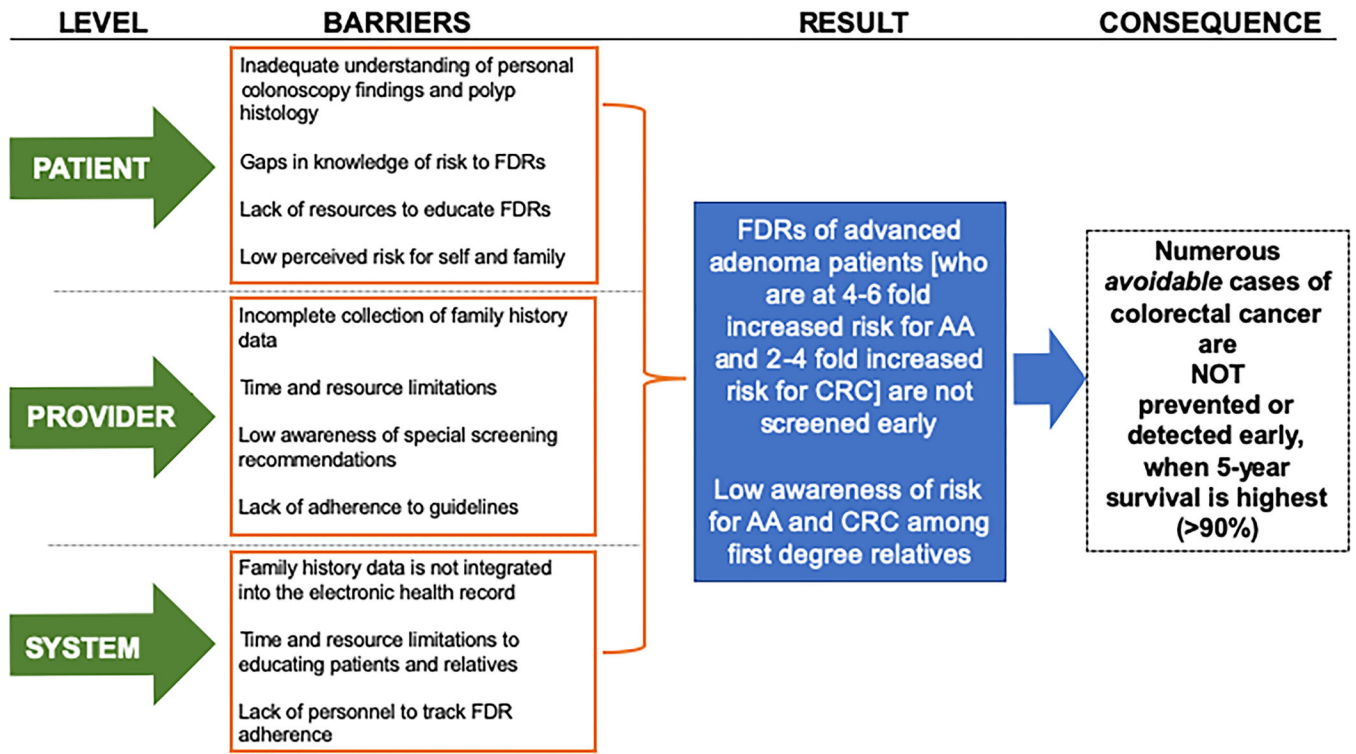 LEVEL BARRIERS RESULT CONSEQUENCE
PATIENT
Inadequate understanding of personal
colonoscopy findings and polyp
histology
Gaps in knowledge of risk to FDRs
Lack of resources to educate FDRs
Low perceived risk for self and family
PROVIDER
Incomplete collection of family history
data
Time and resource limitations
Low awareness of special screening
recommendations
Lack of adherence to guidelines
SYSTEM
Family history data is not integrated
into the electronic health record
Time and resource limitations to
educating patients and relatives
Lack of personnel to track FDR
adherence
FDRs of advanced
adenoma patients [who
are at 4-6 fold
increased risk for AA
and 2-4 fold increased
risk for CRC] are not
screened early
Low awareness of risk
for AA and CRC among
first degree relatives
Numerous
avoidable cases of
colorectal cancer
are
NOT
prevented or
detected early,
when 5-year
survival is highest
(>90%)